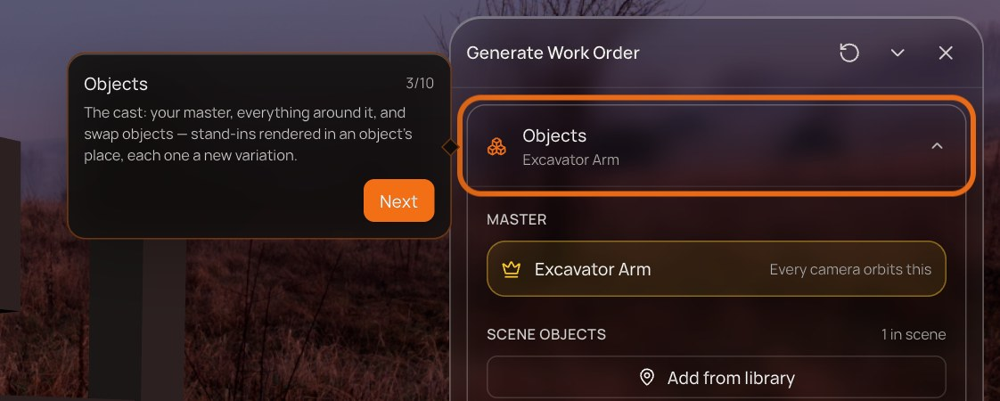 Generate Work Order
Objects
3/10
The cast: your master, everything around it, and
swap objects — stand-ins rendered in an object's
place, each one a new variation.
Next
Objects
Excavator Arm
MASTER
Excavator Arm
Every camera orbits this
SCENE OBJECTS
1 in scene
Add from library